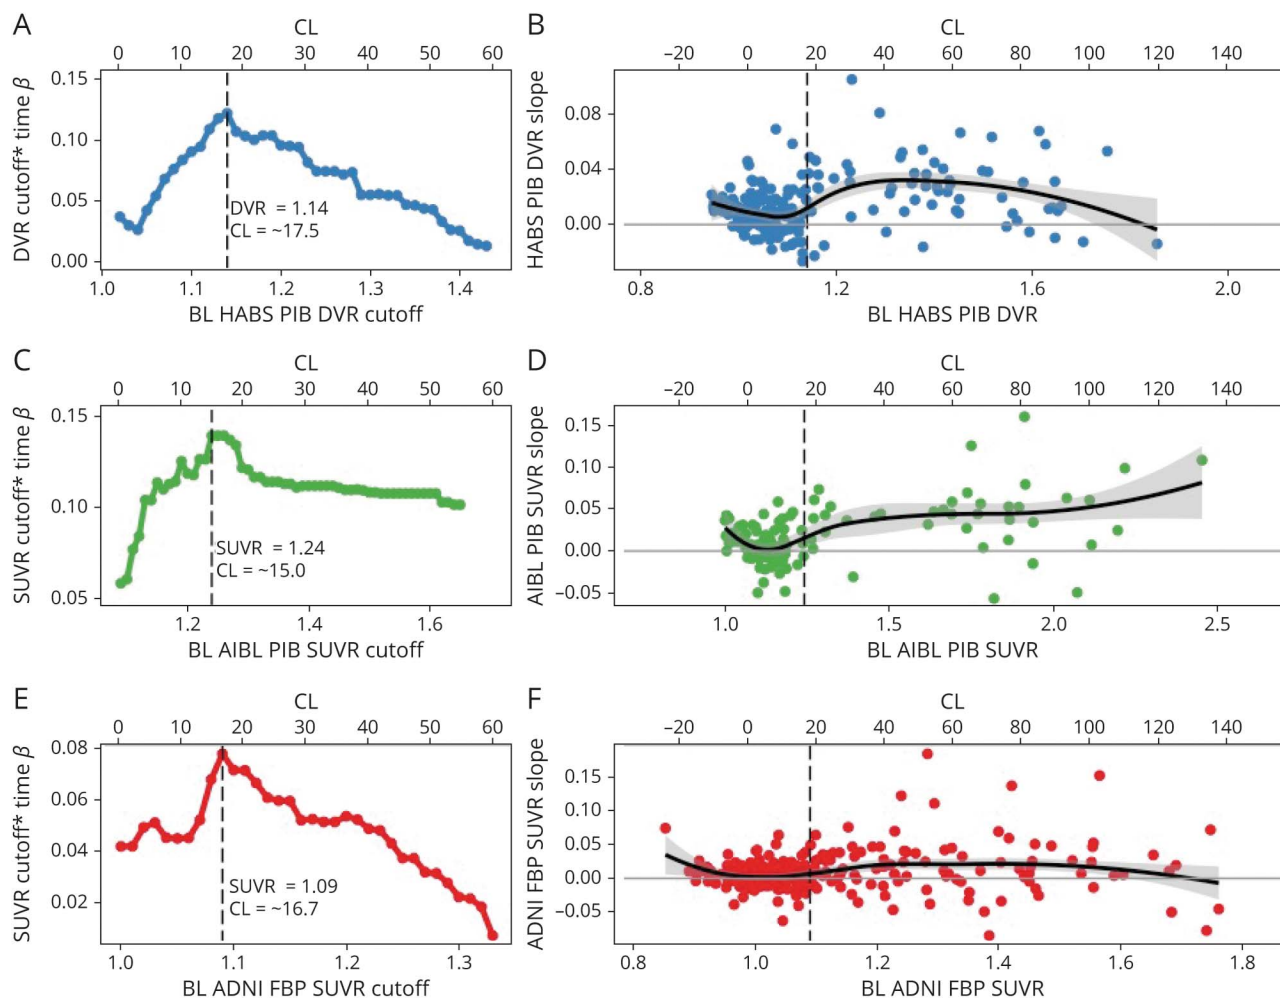 A
CL
0 10 20 30 40 50 60
DVR cutoff* time β
0.15
0.10
0.05
0.00
DVR = 1.14
CL = ~17.5
1.0 1.1 1.2 1.3 1.4
BL HABS PIB DVR cutoff
B
CL
−20 0 20 40 60 80 100 120 140
HABS PIB DVR slope
0.08
0.04
0.00
0.8 1.2 1.6 2.0
BL HABS PIB DVR
C
CL
0 10 20 30 40 50 60
SUVR cutoff* time β
0.15
0.10
0.05
SUVR = 1.24
CL = ~15.0
1.2 1.4 1.6
BL AIBL PIB SUVR cutoff
D
CL
−20 0 20 40 60 80 100 120 140
AIBL PIB SUVR slope
0.15
0.10
0.05
0.00
−0.05
1.0 1.5 2.0 2.5
BL AIBL PIB SUVR
E
CL
0 10 20 30 40 50 60
SUVR cutoff* time β
0.08
0.06
0.04
0.02
SUVR = 1.09
CL = ~16.7
1.0 1.1 1.2 1.3
BL ADNI FBP SUVR cutoff
F
CL
−20 0 20 40 60 80 100 120 140
ADNI FBP SUVR slope
0.15
0.10
0.05
0.00
−0.05
0.8 1.0 1.2 1.4 1.6 1.8
BL ADNI FBP SUVR